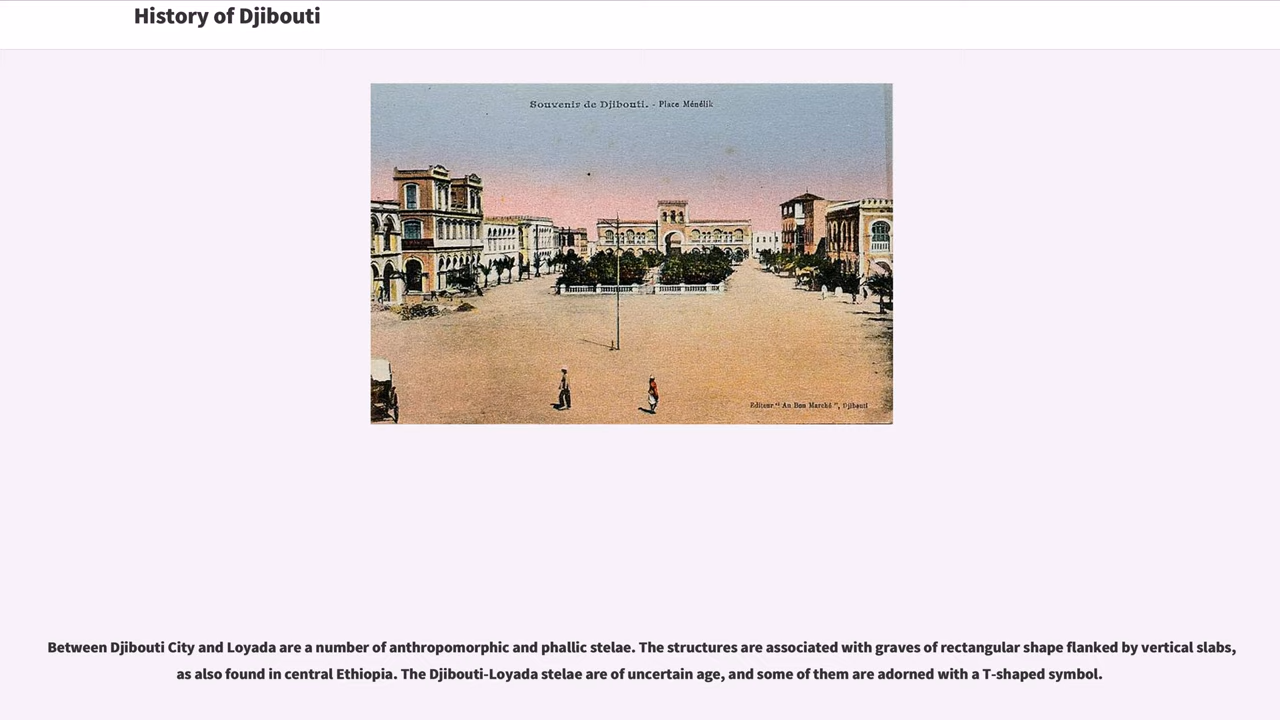 History of Djibouti
Souvenir de Djibouti. - Place Ménélik
Editeur "Au Bon Marché", Djibouti
Between Djibouti City and Loyada are a number of anthropomorphic and phallic stelae. The structures are associated with graves of rectangular shape flanked by vertical slabs,
as also found in central Ethiopia. The Djibouti-Loyada stelae are of uncertain age, and some of them are adorned with a T-shaped symbol.